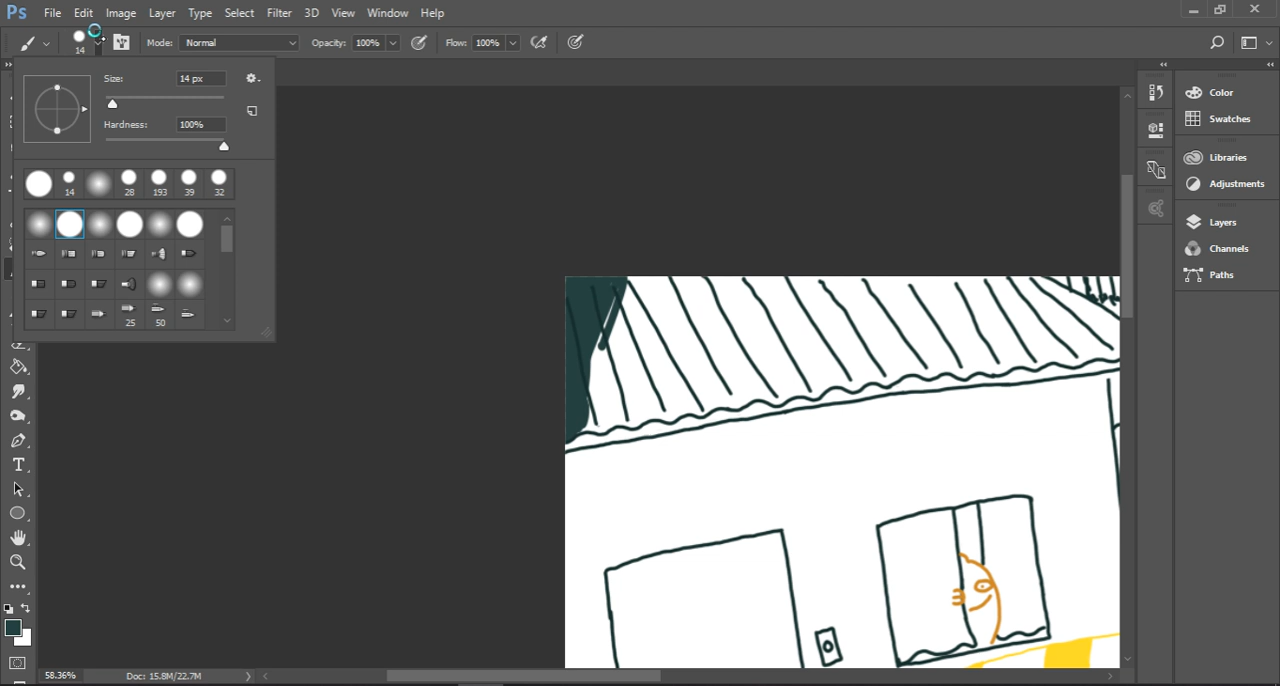 Ps File Edit Image Layer Type Select Filter 3D View Window Help
14 Mode: Normal Opacity: 100% Flow: 100%
Size: 14 px
Hardness: 100%
14 28 193 39 32
25 50
Color
Swatches
Libraries
Adjustments
Layers
Channels
Paths
58.36% Doc: 15.8M/22.7M